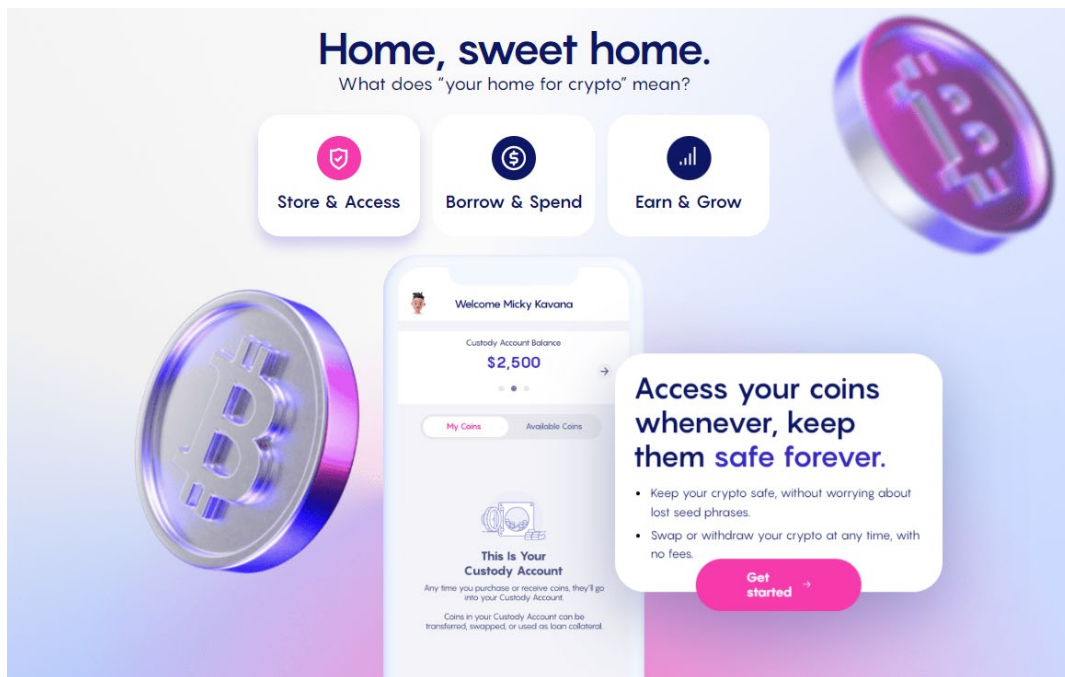 Home, sweet home.
What does "your home for crypto" mean?
Store & Access
Borrow & Spend
Earn & Grow
Welcome Micky Kavana
Custody Account Balance
$2,500
My Coins
Available Coins
This Is Your
Custody Account
Any time you purchase or receive coins, they'll go
into your Custody Account.
Coins in your Custody Account can be
transferred, swapped, or used as loan collateral.
Access your coins
whenever, keep
them safe forever.
• Keep your crypto safe, without worrying about
lost seed phrases.
• Swap or withdraw your crypto at any time, with
no fees.
Get
started